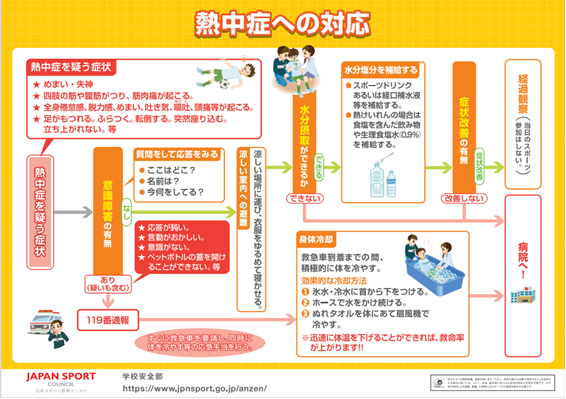 熱中症への対応
熱中症を疑う症状
★ めまい・失神
★ 四肢の筋や腹筋がつり、筋肉痛が起こる。
★ 全身倦怠感、脱力感、めまい、吐き気、嘔吐、頭痛等が起こる。
★ 足がもつれる。ふらつく。転倒する。突然座り込む。
立ち上がれない。等
熱中症を疑う症状
意識障害の有無
なし
質問をして応答をみる
● ここはどこ？
● 名前は？
● 今何をしてる？
● 応答が鈍い。
● 言動がおかしい。
● 意識がない。
● ペットボトルの蓋を開け
ることができない。等
あり
（疑いも含む）
119番通報
すぐに救急車を要請し、同時に
体を冷やす等の応急手当を行う。
涼しい室内への避難
涼しい場所に運び、衣服をゆるめて寝かせる。
水分摂取ができるか
できる
できない
水分塩分を補給する
● スポーツドリンク
あるいは経口補水液
等を補給する。
● 熱けいれんの場合は
食塩を含んだ飲み物
や生理食塩水(0.9%)
を補給する。
症状改善の有無
症状改善
改善しない
経過観察
（当日のスポーツ
参加はしない。）
病院へ！
身体冷却
救急車到着までの間、
積極的に体を冷やす。
効果的な冷却方法
❶ 氷水・冷水に首から下をつける。
❷ ホースで水をかけ続ける。
❸ ぬれタオルを体にあて扇風機で
冷やす。
※迅速に体温を下げることができれば、救命率
が上がります!!
JAPAN SPORT
COUNCIL
日本スポーツ振興センター
学校安全部
https://www.jpnsport.go.jp/anzen/